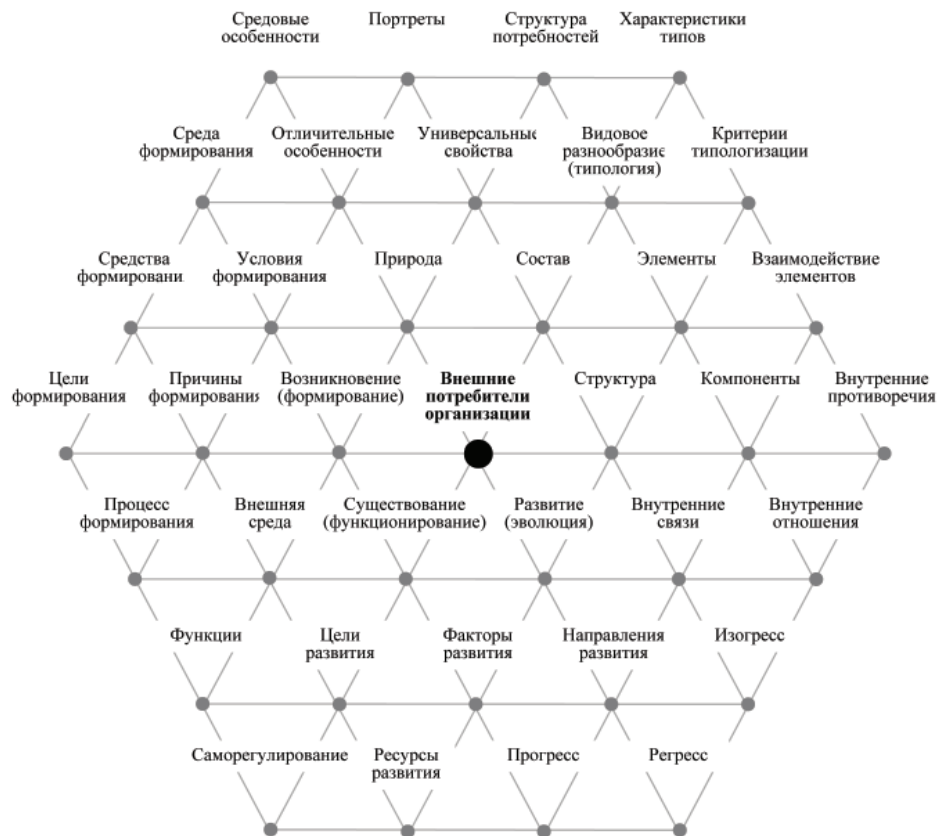 Средовые
особенности
Портреты
Структура
потребностей
Характеристики
типов
Среда
формирования
Отличительные
особенности
Универсальные
свойства
Видовое
разнообразие
(типология)
Критерии
типологизации
Средства
формировани
Условия
формирования
Природа
Состав
Элементы
Взаимодействие
элементов
Цели
формирования
Причины
формирования
Возникновение
(формирование)
Внешние
потребители
организации
Структура
Компоненты
Внутренние
противоречия
Процесс
формирования
Внешняя
среда
Существование
(функционирование)
Развитие
(эволюция)
Внутренние
связи
Внутренние
отношения
Функции
Цели
развития
Факторы
развития
Направления
развития
Изогресс
Саморегулирование
Ресурсы
развития
Прогресс
Регресс